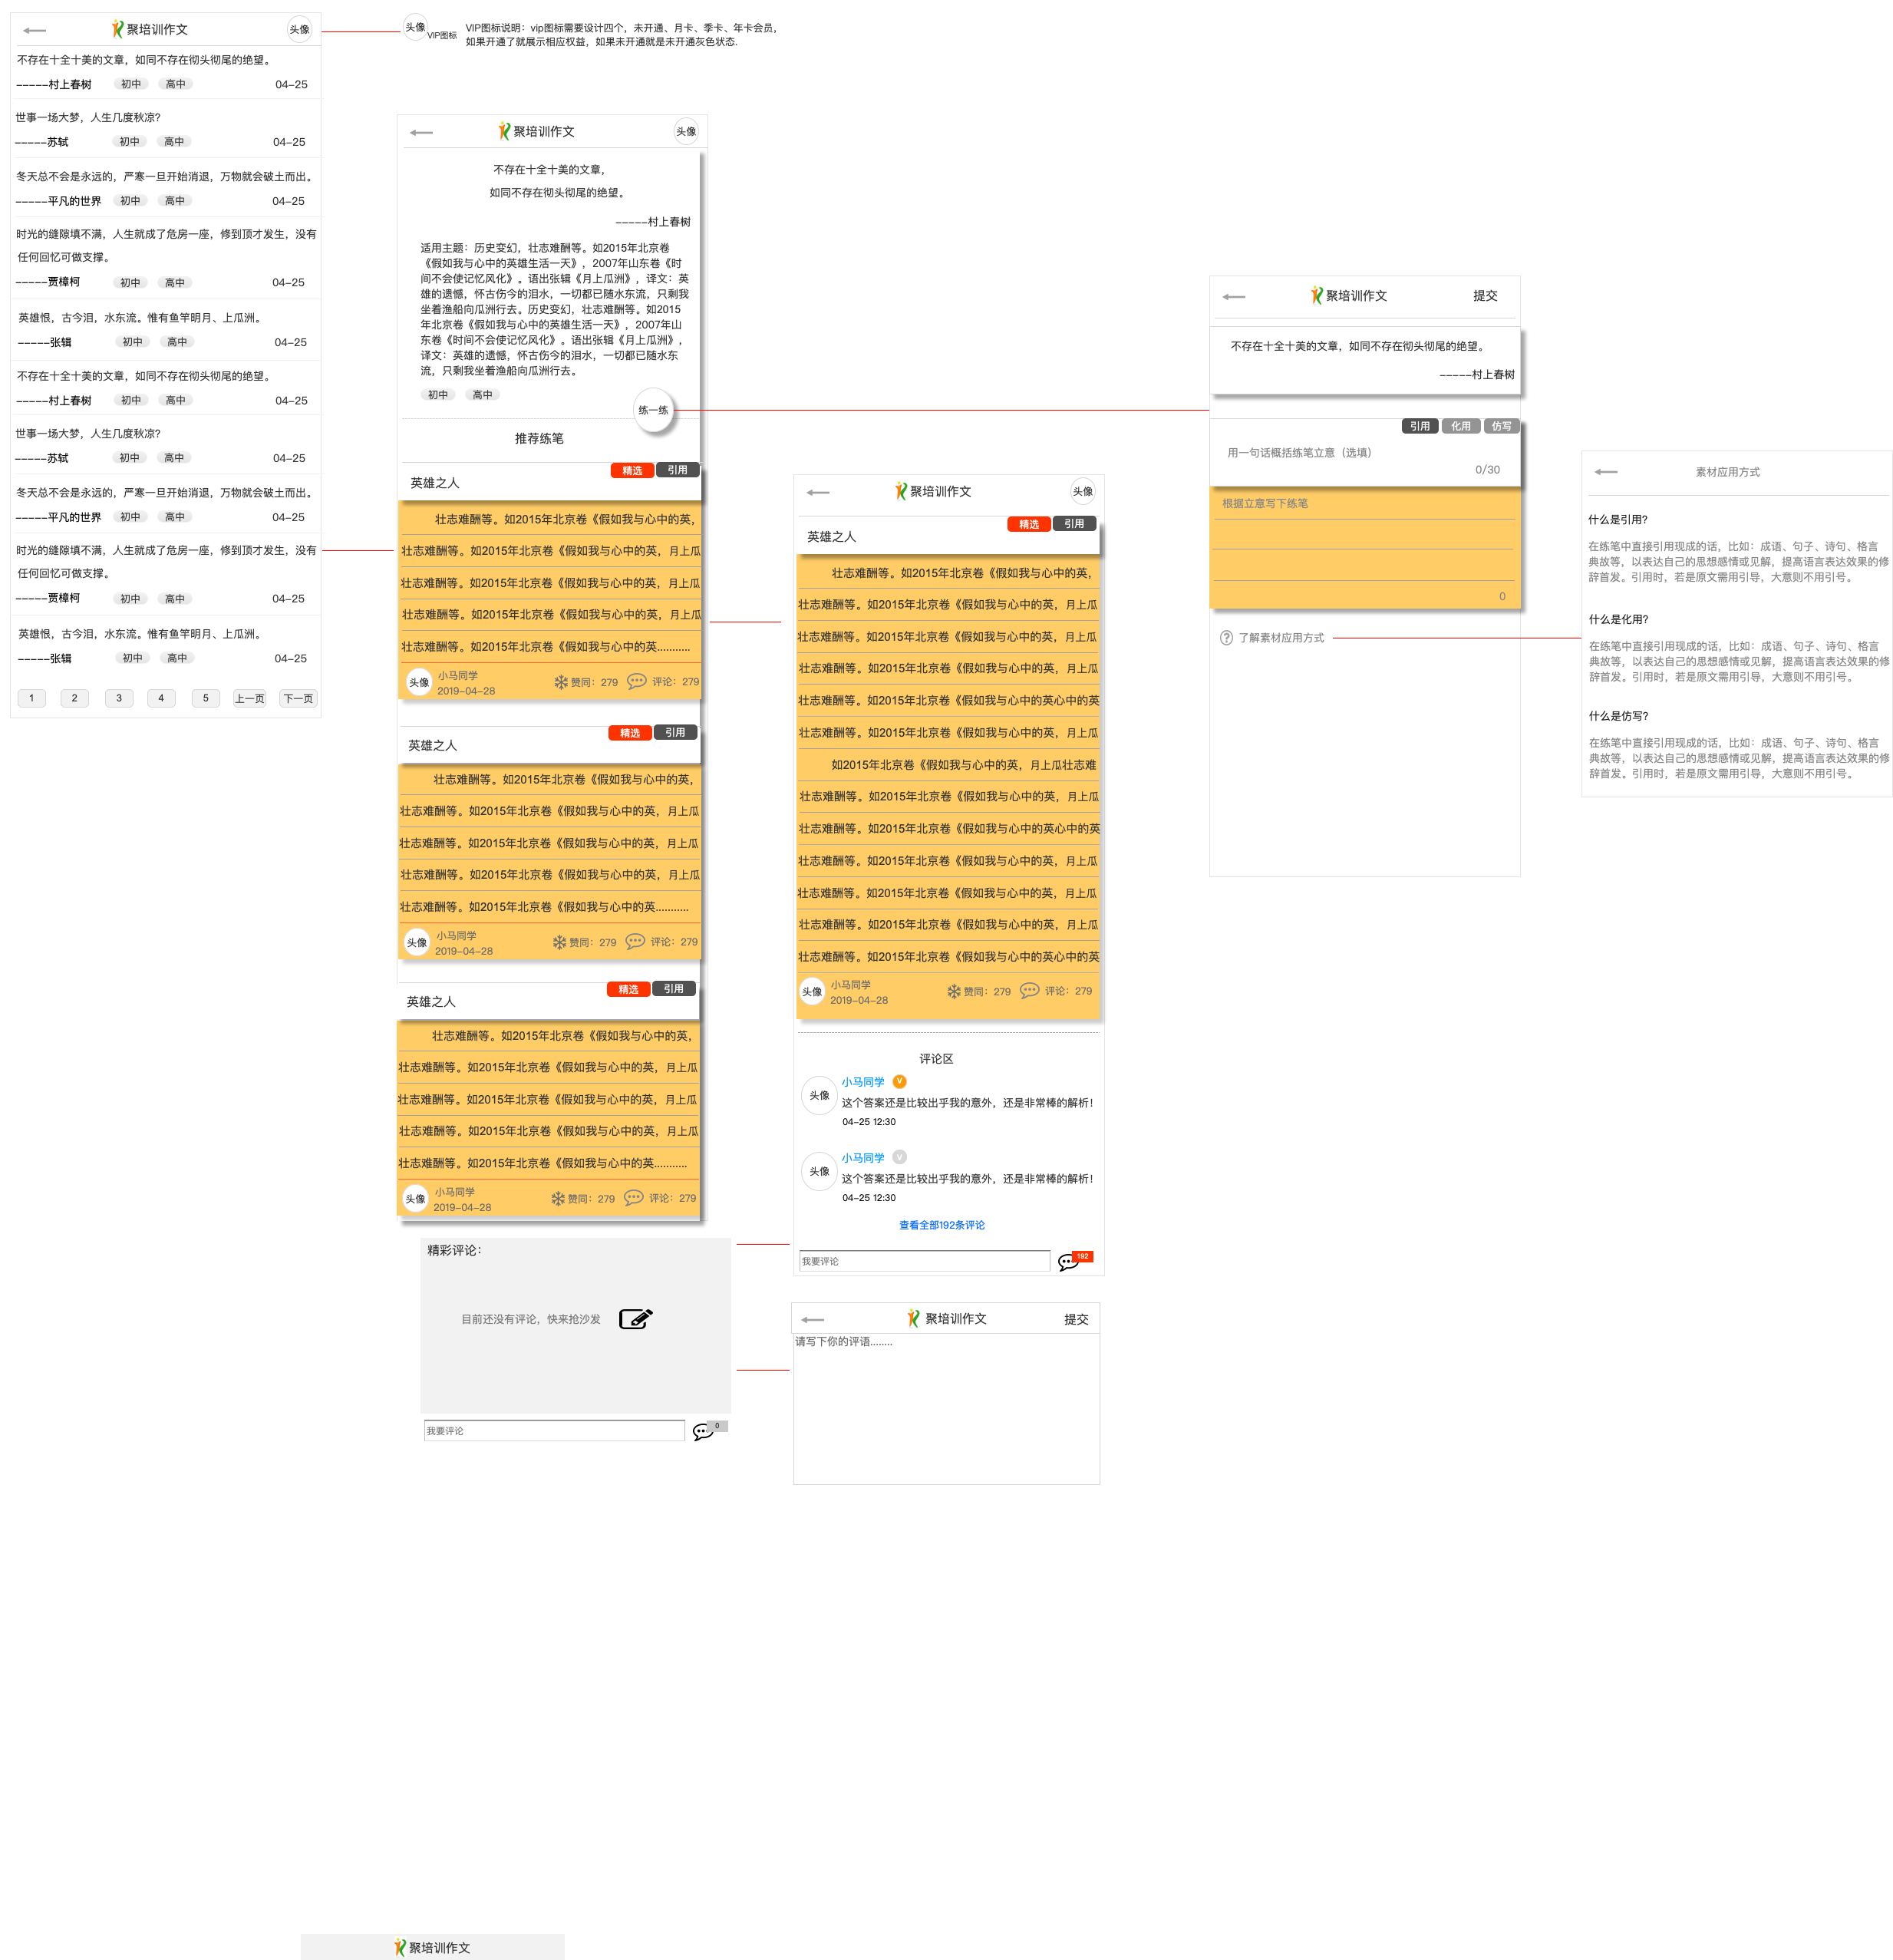 聚培训作文
头像
不存在十全十美的文章，如同不存在彻头彻尾的绝望。
-----村上春树 初中 高中 04-25
世事一场大梦，人生几度秋凉？
-----苏轼 初中 高中 04-25
冬天总不会是永远的，严寒一旦开始消退，万物就会破土而出。
-----平凡的世界 初中 高中 04-25
时光的缝隙填不满，人生就成了危房一座，修到顶才发生，没有
任何回忆可做支撑。
-----贾樟柯 初中 高中 04-25
英雄恨，古今泪，水东流。惟有鱼竿明月、上瓜洲。
-----张辑 初中 高中 04-25
不存在十全十美的文章，如同不存在彻头彻尾的绝望。
-----村上春树 初中 高中 04-25
世事一场大梦，人生几度秋凉？
-----苏轼 初中 高中 04-25
冬天总不会是永远的，严寒一旦开始消退，万物就会破土而出。
-----平凡的世界 初中 高中 04-25
时光的缝隙填不满，人生就成了危房一座，修到顶才发生，没有
任何回忆可做支撑。
-----贾樟柯 初中 高中 04-25
英雄恨，古今泪，水东流。惟有鱼竿明月、上瓜洲。
-----张辑 初中 高中 04-25
1 2 3 4 5 上一页 下一页
头像 VIP图标
VIP图标说明：vip图标需要设计四个，未开通、月卡、季卡、年卡会员，
如果开通了就展示相应权益，如果未开通就是未开通灰色状态.
聚培训作文
头像
不存在十全十美的文章，
如同不存在彻头彻尾的绝望。
-----村上春树
适用主题：历史变幻，壮志难酬等。如2015年北京卷
《假如我与心中的英雄生活一天》，2007年山东卷《时
间不会使记忆风化》。语出张辑《月上瓜洲》，译文：英
雄的遗憾，怀古伤今的泪水，一切都已随水东流，只剩我
坐着渔船向瓜洲行去。历史变幻，壮志难酬等。如2015
年北京卷《假如我与心中的英雄生活一天》，2007年山
东卷《时间不会使记忆风化》。语出张辑《月上瓜洲》，
译文：英雄的遗憾，怀古伤今的泪水，一切都已随水东
流，只剩我坐着渔船向瓜洲行去。
初中 高中
练一练
推荐练笔
精选 引用
英雄之人
壮志难酬等。如2015年北京卷《假如我与心中的英，
壮志难酬等。如2015年北京卷《假如我与心中的英，月上瓜
壮志难酬等。如2015年北京卷《假如我与心中的英，月上瓜
壮志难酬等。如2015年北京卷《假如我与心中的英，月上瓜
壮志难酬等。如2015年北京卷《假如我与心中的英...........
头像 小马同学 赞同：279 评论：279
2019-04-28
精选 引用
英雄之人
壮志难酬等。如2015年北京卷《假如我与心中的英，
壮志难酬等。如2015年北京卷《假如我与心中的英，月上瓜
壮志难酬等。如2015年北京卷《假如我与心中的英，月上瓜
壮志难酬等。如2015年北京卷《假如我与心中的英，月上瓜
壮志难酬等。如2015年北京卷《假如我与心中的英...........
头像 小马同学 赞同：279 评论：279
2019-04-28
精选 引用
英雄之人
壮志难酬等。如2015年北京卷《假如我与心中的英，
壮志难酬等。如2015年北京卷《假如我与心中的英，月上瓜
壮志难酬等。如2015年北京卷《假如我与心中的英，月上瓜
壮志难酬等。如2015年北京卷《假如我与心中的英，月上瓜
壮志难酬等。如2015年北京卷《假如我与心中的英...........
头像 小马同学 赞同：279 评论：279
2019-04-28
精彩评论：
目前还没有评论，快来抢沙发
我要评论 0
聚培训作文
头像
精选 引用
英雄之人
壮志难酬等。如2015年北京卷《假如我与心中的英，
壮志难酬等。如2015年北京卷《假如我与心中的英，月上瓜
壮志难酬等。如2015年北京卷《假如我与心中的英，月上瓜
壮志难酬等。如2015年北京卷《假如我与心中的英，月上瓜
壮志难酬等。如2015年北京卷《假如我与心中的英心中的英
壮志难酬等。如2015年北京卷《假如我与心中的英，月上瓜
如2015年北京卷《假如我与心中的英，月上瓜壮志难
壮志难酬等。如2015年北京卷《假如我与心中的英，月上瓜
壮志难酬等。如2015年北京卷《假如我与心中的英心中的英
壮志难酬等。如2015年北京卷《假如我与心中的英，月上瓜
壮志难酬等。如2015年北京卷《假如我与心中的英，月上瓜
壮志难酬等。如2015年北京卷《假如我与心中的英，月上瓜
壮志难酬等。如2015年北京卷《假如我与心中的英心中的英
头像 小马同学 赞同：279 评论：279
2019-04-28
评论区
头像 小马同学 V
这个答案还是比较出乎我的意外，还是非常棒的解析！
04-25 12:30
头像 小马同学 V
这个答案还是比较出乎我的意外，还是非常棒的解析！
04-25 12:30
查看全部192条评论
我要评论 192
聚培训作文 提交
请写下你的评语........
聚培训作文 提交
不存在十全十美的文章，如同不存在彻头彻尾的绝望。
-----村上春树
引用 化用 仿写
用一句话概括练笔立意（选填）
0/30
根据立意写下练笔
0
? 了解素材应用方式
素材应用方式
什么是引用?
在练笔中直接引用现成的话，比如：成语、句子、诗句、格言
典故等，以表达自己的思想感情或见解，提高语言表达效果的修
辞首发。引用时，若是原文需用引导，大意则不用引号。
什么是化用?
在练笔中直接引用现成的话，比如：成语、句子、诗句、格言
典故等，以表达自己的思想感情或见解，提高语言表达效果的修
辞首发。引用时，若是原文需用引导，大意则不用引号。
什么是仿写?
在练笔中直接引用现成的话，比如：成语、句子、诗句、格言
典故等，以表达自己的思想感情或见解，提高语言表达效果的修
辞首发。引用时，若是原文需用引导，大意则不用引号。
聚培训作文